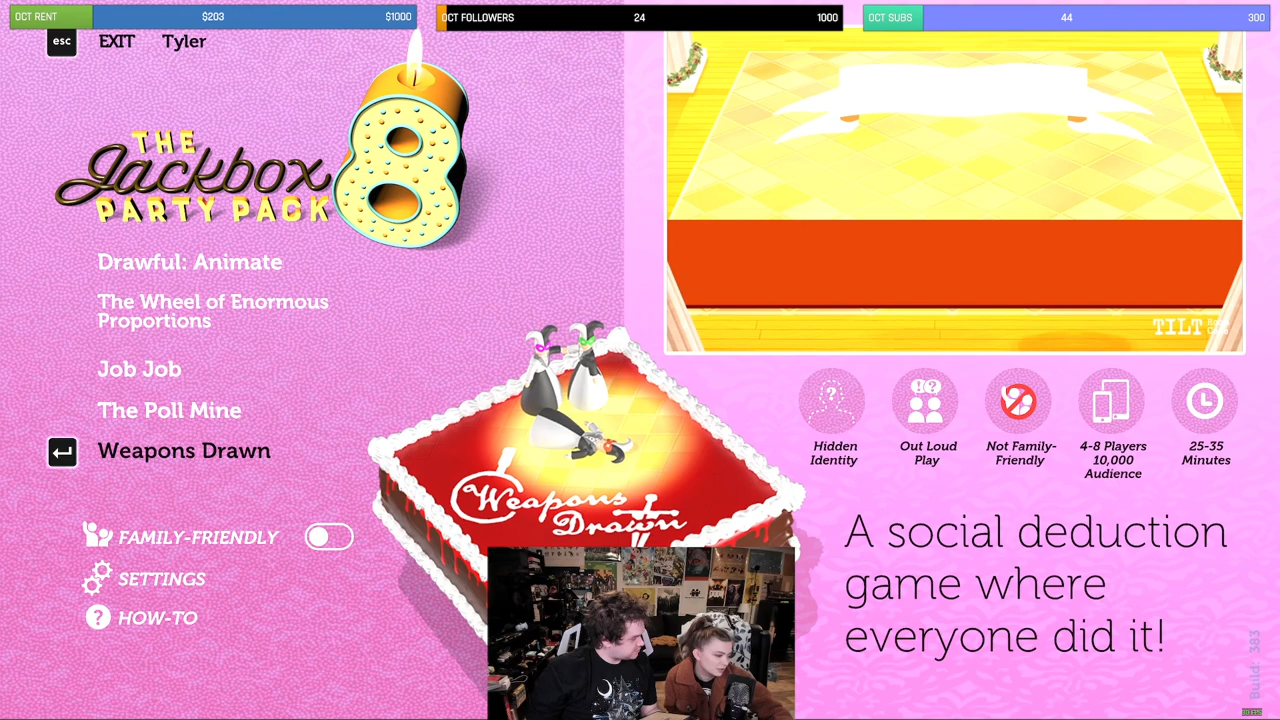 OCT RENT $203 $1000
OCT FOLLOWERS 24 1000
OCT SUBS 44 300
esc EXIT Tyler
THE
Jackbox
PARTY PACK
8
Drawful: Animate
The Wheel of Enormous
Proportions
Job Job
The Poll Mine
Weapons Drawn
FAMILY-FRIENDLY
SETTINGS
? HOW-TO
Weapons
Drawn
TILT
?
Hidden
Identity
!?
Out Loud
Play
Not Family-
Friendly
4-8 Players
10,000
Audience
25-35
Minutes
A social deduction
game where
everyone did it!
Build: 383